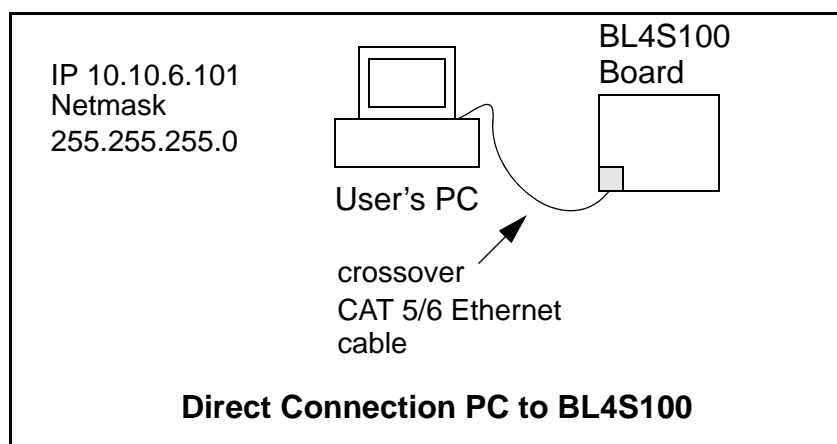 IP 10.10.6.101
Netmask
255.255.255.0
User's PC
BL4S100
Board
crossover
CAT 5/6 Ethernet
cable
Direct Connection PC to BL4S100